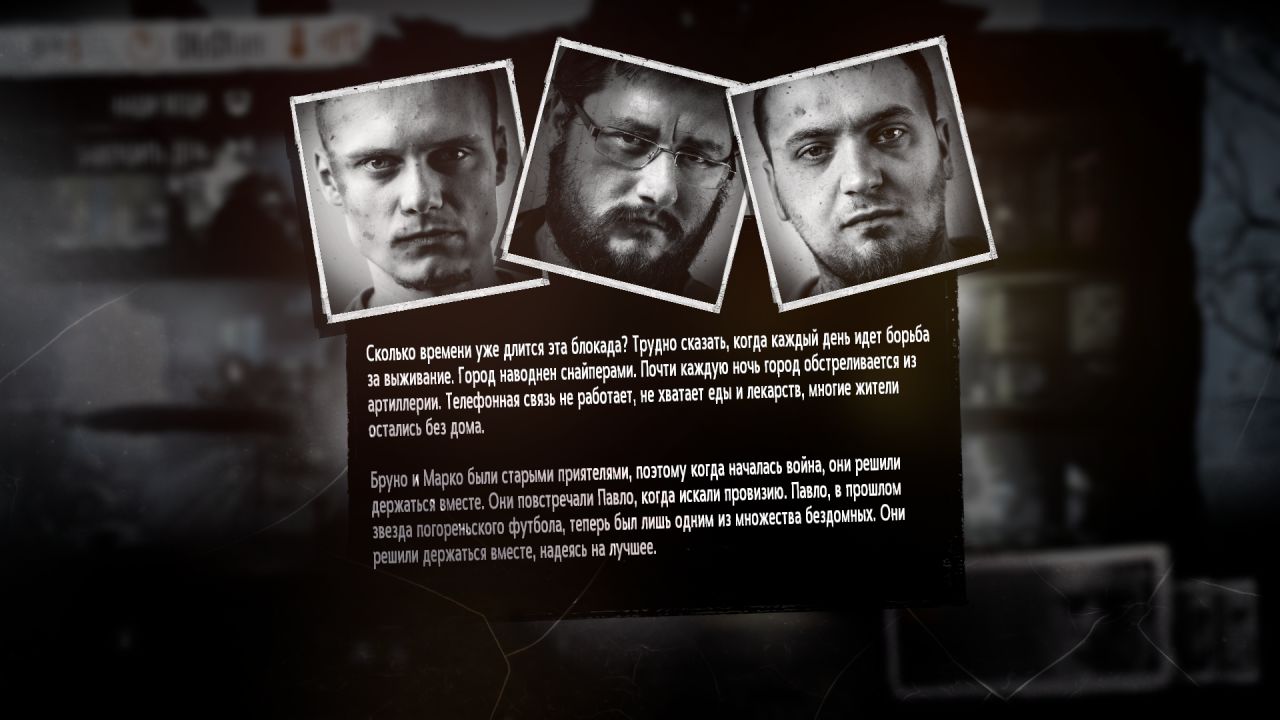 Сколько времени уже длится эта блокада? Трудно сказать, когда каждый день идет борьба
за выживание. Город наводнен снайперами. Почти каждую ночь город обстреливается из
артиллерии. Телефонная связь не работает, не хватает еды и лекарств, многие жители
остались без дома.
Бруно и Марко были старыми приятелями, поэтому когда началась война, они решили
держаться вместе. Они повстречали Павло, когда искали провизию. Павло, в прошлом
звезда погореньского футбола, теперь был лишь одним из множества бездомных. Они
решили держаться вместе, надеясь на лучшее.